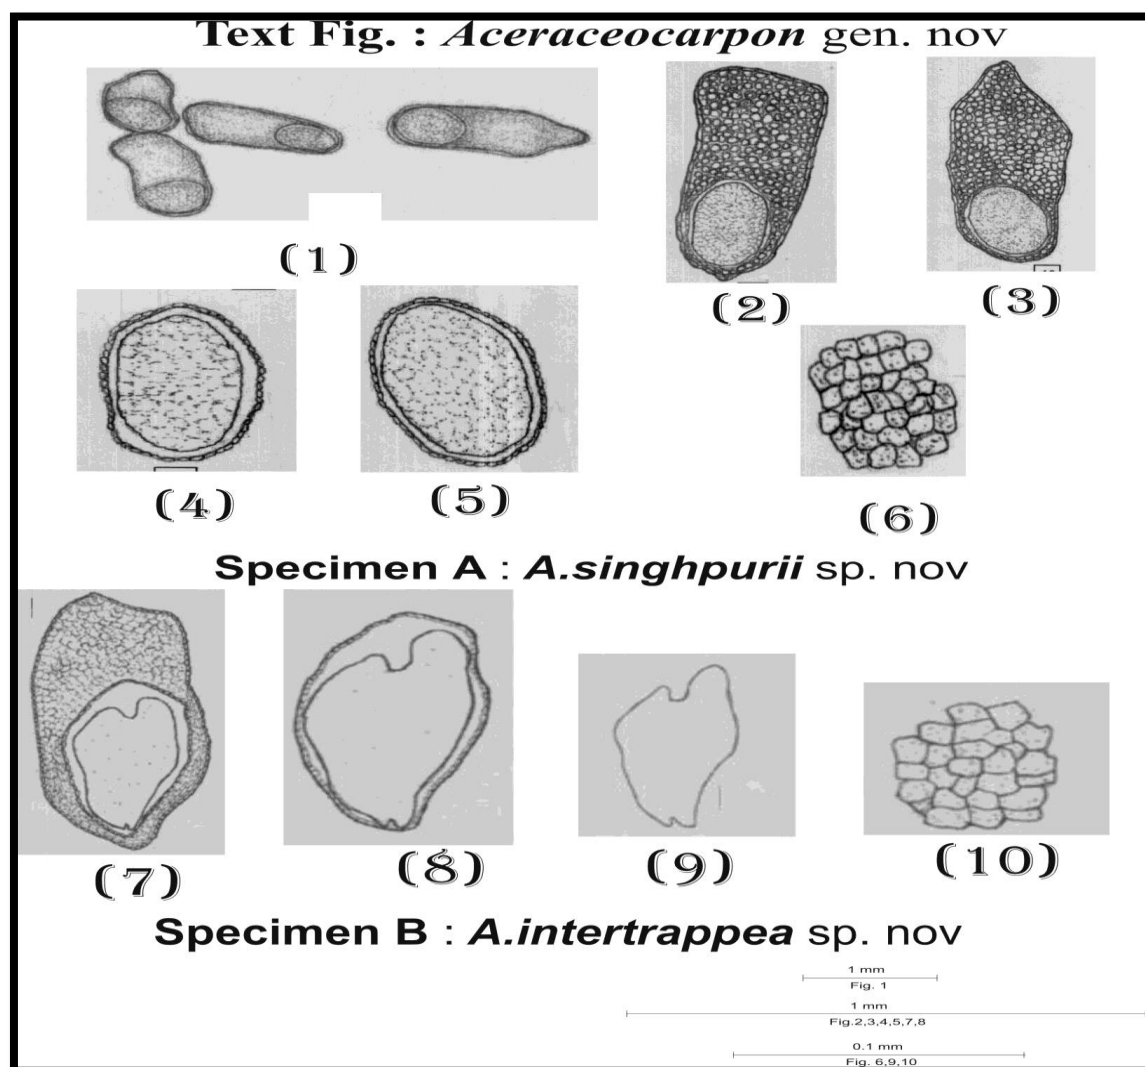 Text Fig. : Aceraceocarpon gen. nov
(1)
(2)
(3)
(4)
(5)
(6)
Specimen A : A.singhpurii sp. nov
(7)
(8)
(9)
(10)
Specimen B : A.intertrappea sp. nov
1 mm
Fig. 1
1 mm
Fig.2,3,4,5,7,8
0.1 mm
Fig. 6,9,10